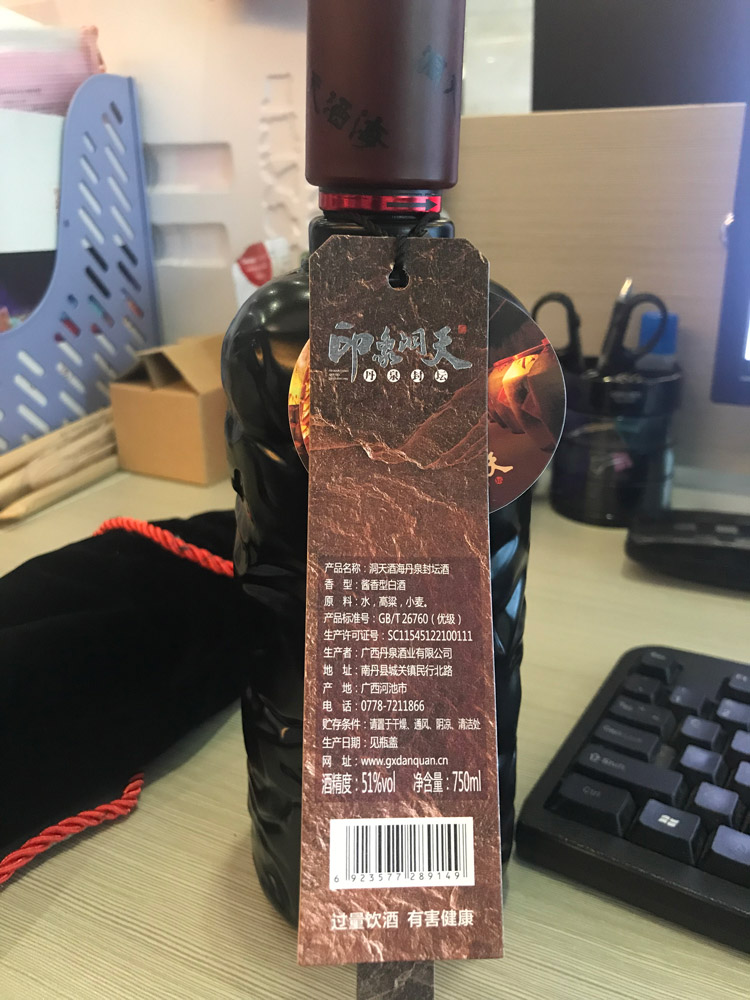 酒海
印象洞天
丹泉封坛
天
产品名称：洞天酒海丹泉封坛酒
香 型：酱香型白酒
原 料：水，高粱，小麦。
产品标准号：GB/T 26760（优级）
生产许可证号：SC11545122100111
生产者：广西丹泉酒业有限公司
地 址：南丹县城关镇民行北路
产 地：广西河池市
电 话：0778-7211866
贮存条件：请置于干燥、通风、阴凉、清洁处
生产日期：见瓶盖
网 址：www.gxdanquan.cn
酒精度：51%vol 净含量：750ml
6 923577 289149
过量饮酒 有害健康
Shift
Ctrl